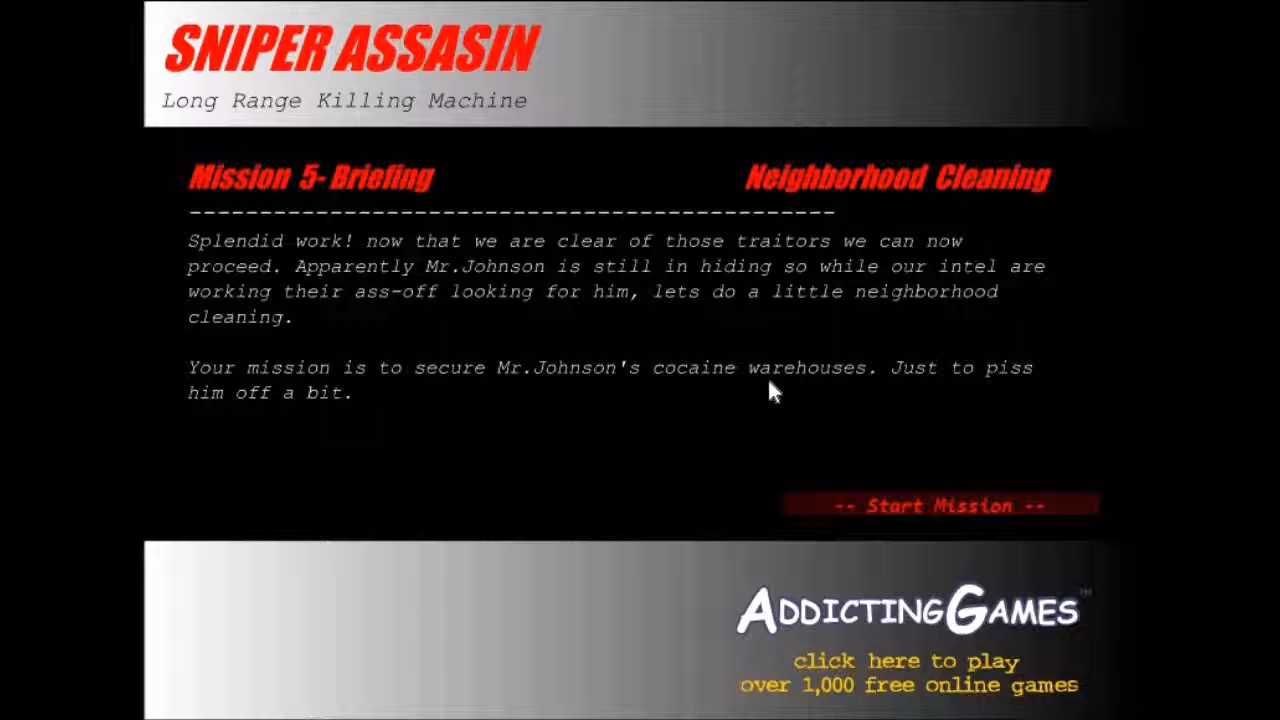 SNIPER ASSASIN
Long Range Killing Machine
Mission 5- Briefing
Neighborhood Cleaning
------------------------------------------------------
Splendid work! now that we are clear of those traitors we can now
proceed. Apparently Mr.Johnson is still in hiding so while our intel are
working their ass-off looking for him, lets do a little neighborhood
cleaning.
Your mission is to secure Mr.Johnson's cocaine warehouses. Just to piss
him off a bit.
-- Start Mission --
ADDICTINGGAMES™
click here to play
over 1,000 free online games